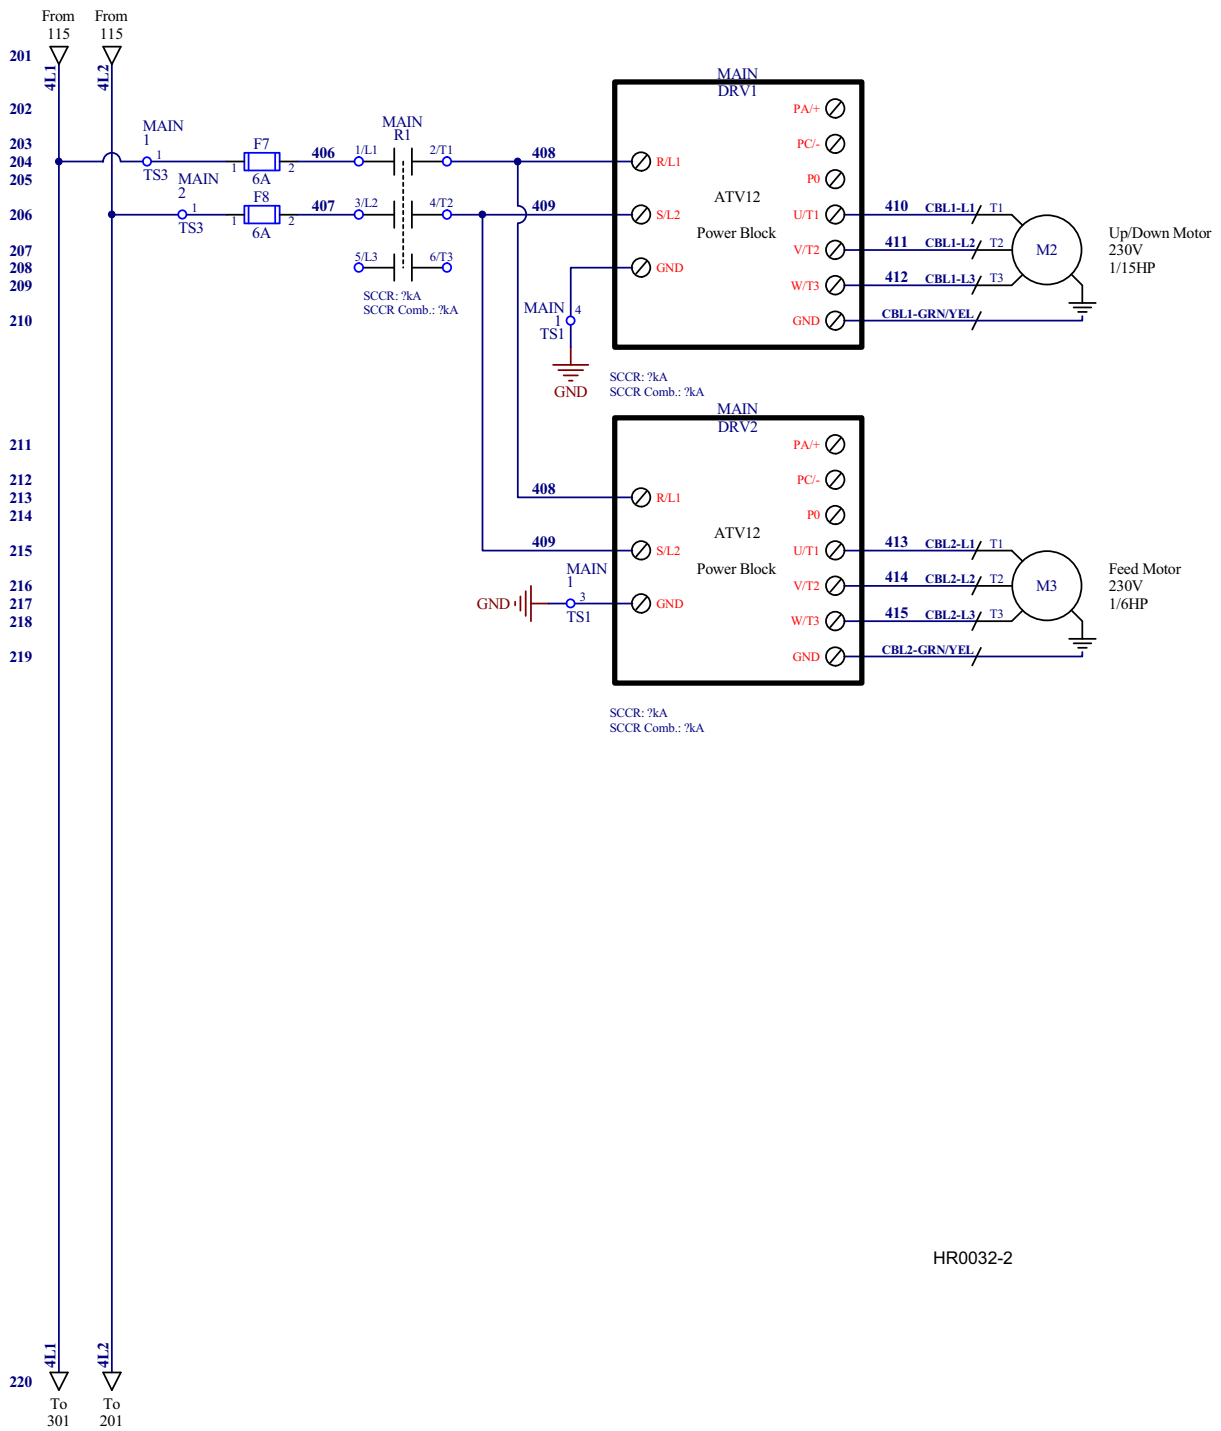 From From
115 115
201
4L1 4L2
MAIN
DRV1
202 PA/+
MAIN
1
MAIN
R1
203 F7 PC/-
204 1 1 2 406 1/L1 2/T1 408 R/L1
TS3 6A
205 MAIN P0
2
F8 ATV12
206 1 1 2 407 3/L2 4/T2 409 S/L2 U/T1 410 CBL1-L1 T1
TS3 6A
Power Block
207 V/T2 411 CBL1-L2 T2 M2
Up/Down Motor
230V
1/15HP
208 5/L3 6/T3 GND
209 W/T3 412 CBL1-L3 T3
SCCR: ?kA
SCCR Comb.: ?kA
MAIN 4
1
TS1
210 GND CBL1-GRN/YEL
GND
SCCR: ?kA
SCCR Comb.: ?kA
MAIN
DRV2
211 PA/+
212 PC/-
213 408 R/L1
214 P0
ATV12
215 409 S/L2 U/T1 413 CBL2-L1 T1
Power Block
MAIN
1
216 V/T2 414 CBL2-L2 T2 M3
Feed Motor
230V
1/6HP
217 GND 3 GND
TS1
218 W/T3 415 CBL2-L3 T3
219 GND CBL2-GRN/YEL
SCCR: ?kA
SCCR Comb.: ?kA
HR0032-2
4L1 4L2
220
To To
301 201